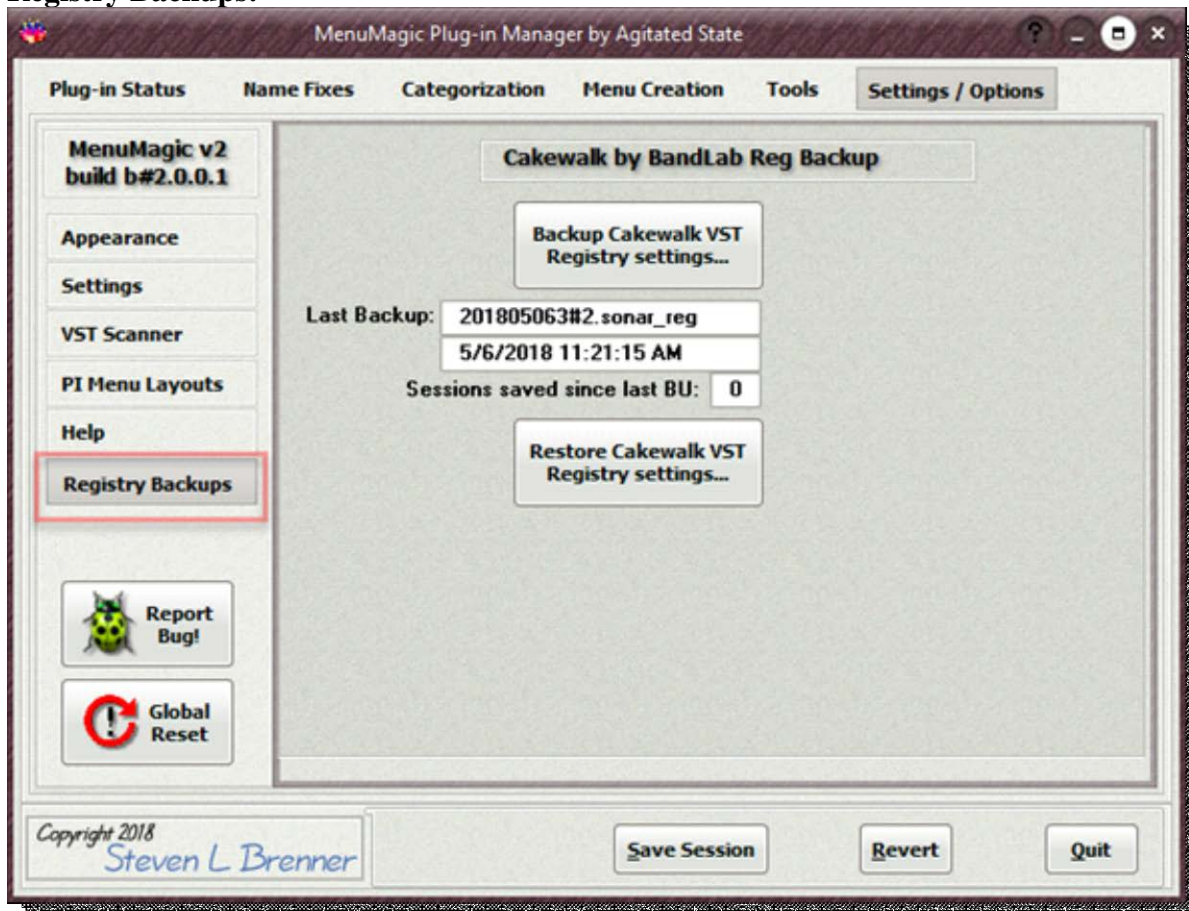 Registry Backups:
MenuMagic Plug-in Manager by Agitated State
Plug-in Status Name Fixes Categorization Menu Creation Tools Settings / Options
MenuMagic v2
build b#2.0.0.1
Appearance
Settings
VST Scanner
PI Menu Layouts
Help
Registry Backups
Report
Bug!
Global
Reset
Cakewalk by BandLab Reg Backup
Backup Cakewalk VST
Registry settings...
Last Backup: 201805063#2.sonar_reg
5/6/2018 11:21:15 AM
Sessions saved since last BU: 0
Restore Cakewalk VST
Registry settings...
Copyright 2018
Steven L Brenner
Save Session Revert Quit